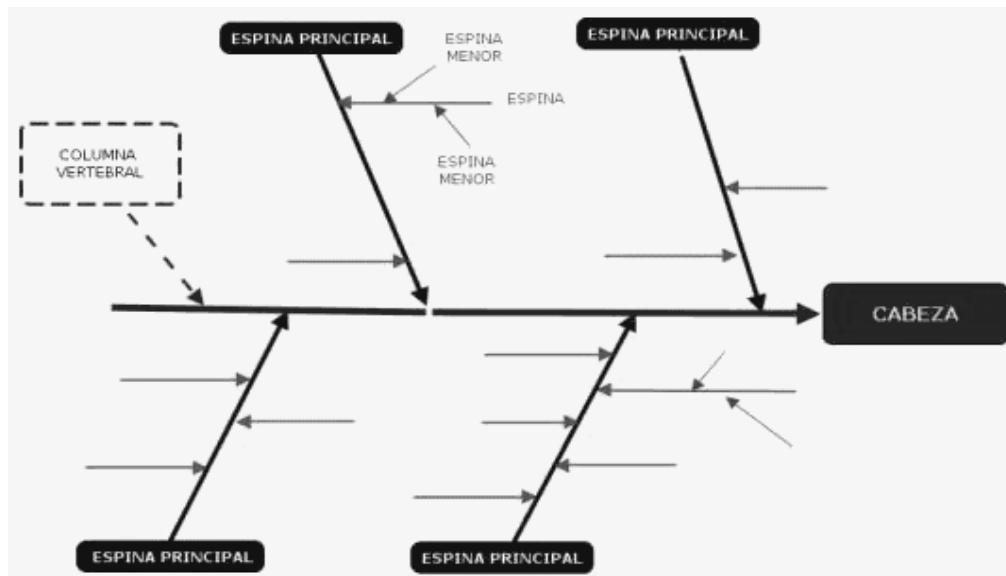 ESPINA PRINCIPAL
ESPINA PRINCIPAL
ESPINA
MENOR
ESPINA
COLUMNA
VERTEBRAL
ESPINA
MENOR
CABEZA
ESPINA PRINCIPAL
ESPINA PRINCIPAL